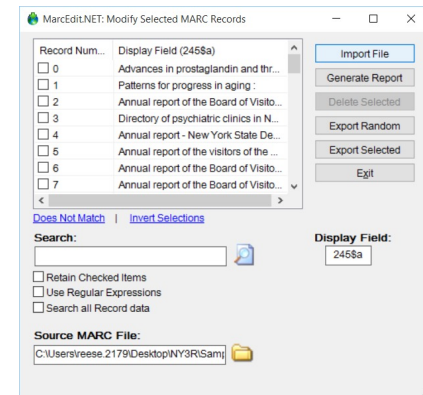 MarcEdit.NET: Modify Selected MARC Records
Record Num... Display Field (245$a)
0 Advances in prostaglandin and thr...
1 Patterns for progress in aging :
2 Annual report of the Board of Visito...
3 Directory of psychiatric clinics in N...
4 Annual report - New York State De...
5 Annual report of the visitors of the ...
6 Annual report of the Board of Visito...
7 Annual report of the Board of Visito...
Import File
Generate Report
Delete Selected
Export Random
Export Selected
Exit
Does Not Match | Invert Selections
Search:
Display Field:
245$a
Retain Checked Items
Use Regular Expressions
Search all Record data
Source MARC File:
C:\Users\reese.2179\Desktop\NY3R\Samp